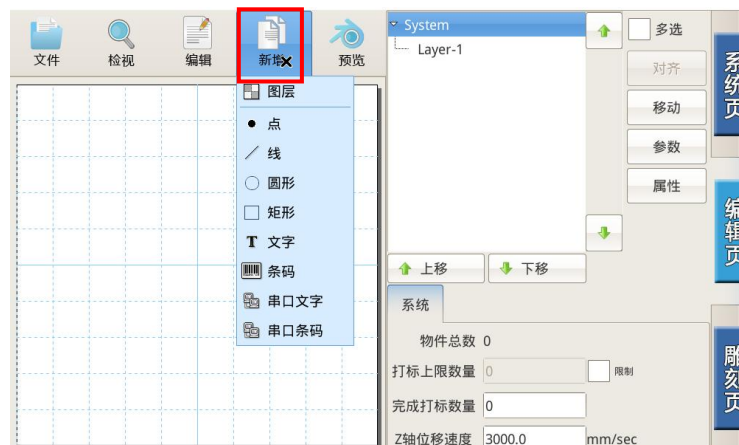 文件 检视 编辑 新增 预览
图层
点
线
圆形
矩形
T 文字
条码
串口文字
串口条码
System
Layer-1
多选
对齐
移动
参数
属性
上移 下移
系统
物件总数 0
打标上限数量 0 限制
完成打标数量 0
Z轴位移速度 3000.0 mm/sec
系统页
编辑页
雕刻页